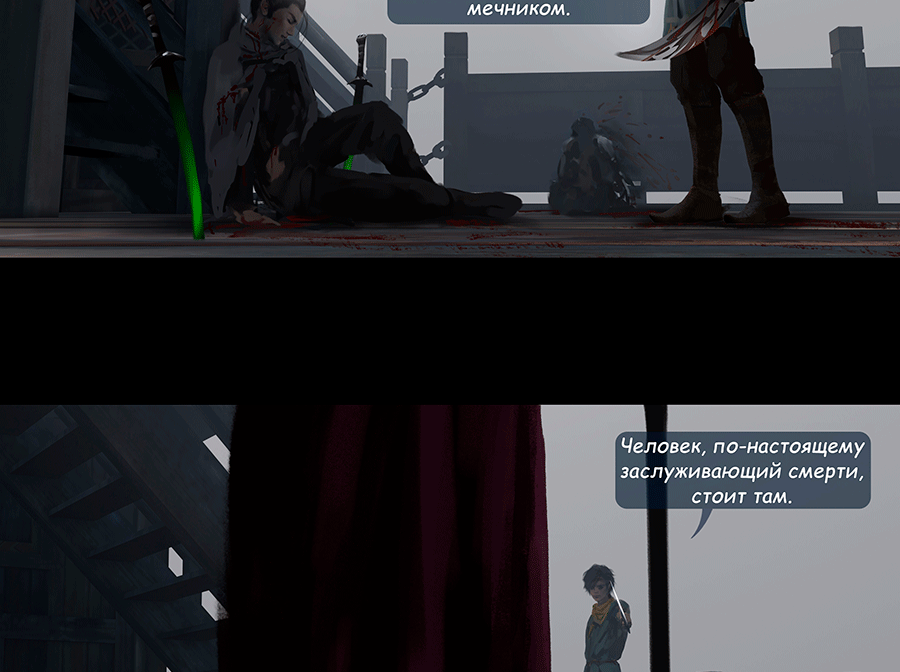 мечником.
Человек, по-настоящему
заслуживающий смерти,
стоит там.